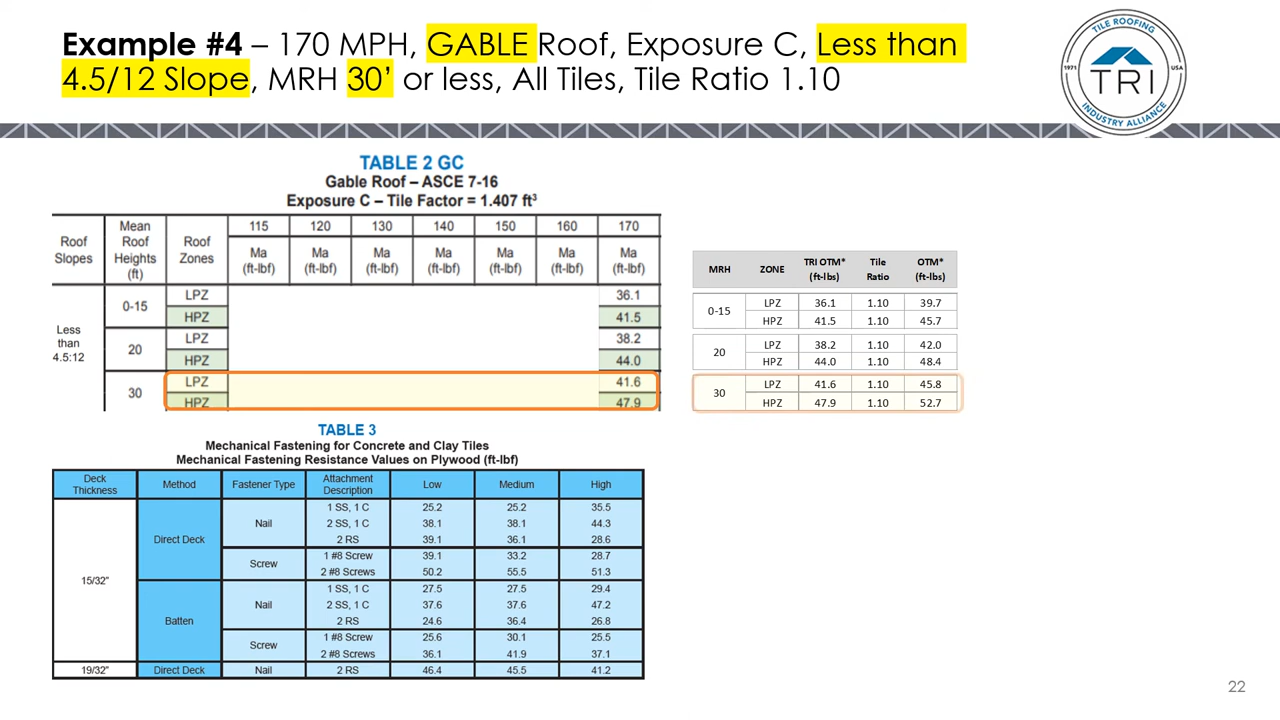 Example #4 – 170 MPH, GABLE Roof, Exposure C, Less than
4.5/12 Slope, MRH 30’ or less, All Tiles, Tile Ratio 1.10
TILE ROOFING
1971 TRI USA
INDUSTRY ALLIANCE
TABLE 2 GC
Gable Roof – ASCE 7-16
Exposure C – Tile Factor = 1.407 ft³
Roof Slopes Mean Roof Heights (ft) Roof Zones 115 120 130 140 150 160 170
Ma (ft-lbf) Ma (ft-lbf) Ma (ft-lbf) Ma (ft-lbf) Ma (ft-lbf) Ma (ft-lbf) Ma (ft-lbf)
Less than 4.5:12 0-15 LPZ 36.1
HPZ 41.5
20 LPZ 38.2
HPZ 44.0
30 LPZ 41.6
HPZ 47.9
MRH ZONE TRI OTM* (ft-lbs) Tile Ratio OTM* (ft-lbs)
0-15 LPZ 36.1 1.10 39.7
HPZ 41.5 1.10 45.7
20 LPZ 38.2 1.10 42.0
HPZ 44.0 1.10 48.4
30 LPZ 41.6 1.10 45.8
HPZ 47.9 1.10 52.7
TABLE 3
Mechanical Fastening for Concrete and Clay Tiles
Mechanical Fastening Resistance Values on Plywood (ft-lbf)
Deck Thickness Method Fastener Type Attachment Description Low Medium High
15/32" Direct Deck Nail 1 SS, 1 C 25.2 25.2 35.5
2 SS, 1 C 38.1 38.1 44.3
2 RS 39.1 36.1 28.6
Screw 1 #8 Screw 39.1 33.2 28.7
2 #8 Screws 50.2 55.5 51.3
Batten Nail 1 SS, 1 C 27.5 27.5 29.4
2 SS, 1 C 37.6 37.6 47.2
2 RS 24.6 36.4 26.8
Screw 1 #8 Screw 25.6 30.1 25.5
2 #8 Screws 36.1 41.9 37.1
19/32" Direct Deck Nail 2 RS 46.4 45.5 41.2
22